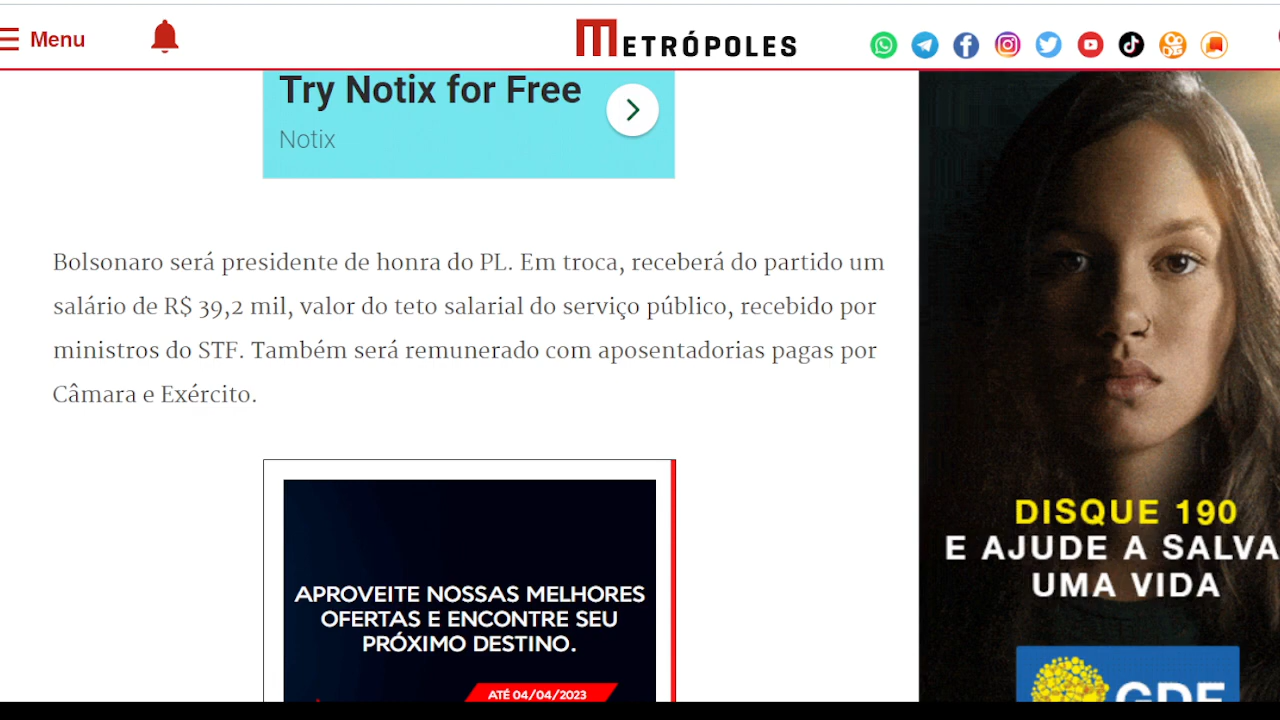 Menu
METRÓPOLES
Try Notix for Free
Notix
Bolsonaro será presidente de honra do PL. Em troca, receberá do partido um
salário de R$ 39,2 mil, valor do teto salarial do serviço público, recebido por
ministros do STF. Também será remunerado com aposentadorias pagas por
Câmara e Exército.
APROVEITE NOSSAS MELHORES
OFERTAS E ENCONTRE SEU
PRÓXIMO DESTINO.
ATÉ 04/04/2023
DISQUE 190
E AJUDE A SALVA
UMA VIDA
GDF